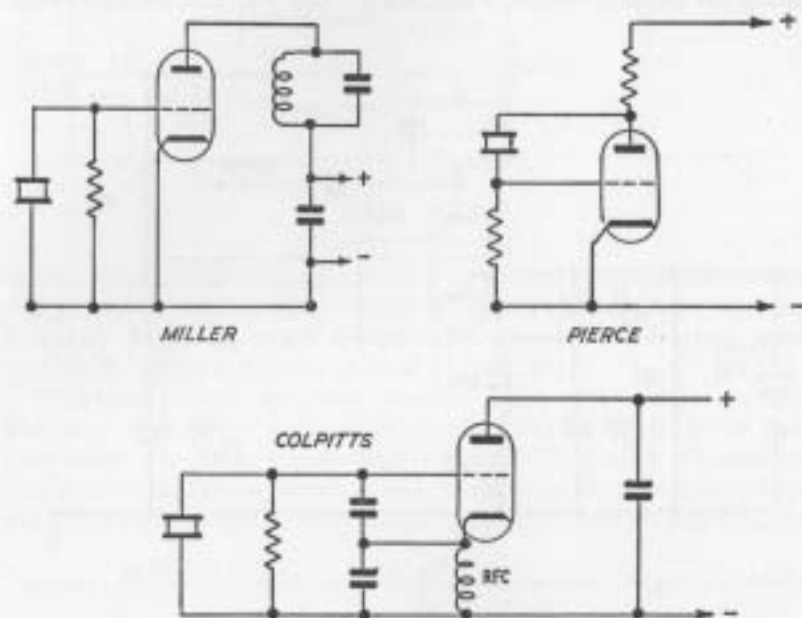 +
+
-
-
MILLER
PIERCE
+
COLPITTS
RFC
-